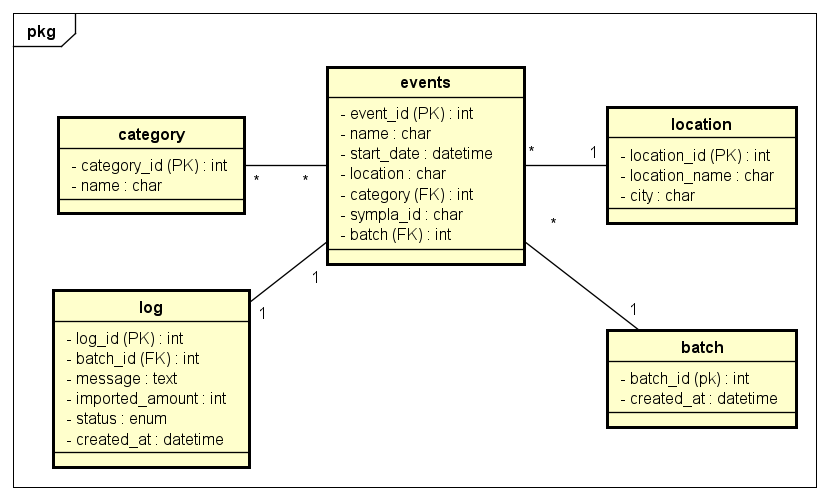 pkg
events
- event_id (PK) : int
- name : char
- start_date : datetime
- location : char
- category (FK) : int
- sympla_id : char
- batch (FK) : int
category
- category_id (PK) : int
- name : char
* *
location
- location_id (PK) : int
- location_name : char
- city : char
* 1
* 1
1 1
log
- log_id (PK) : int
- batch_id (FK) : int
- message : text
- imported_amount : int
- status : enum
- created_at : datetime
batch
- batch_id (pk) : int
- created_at : datetime